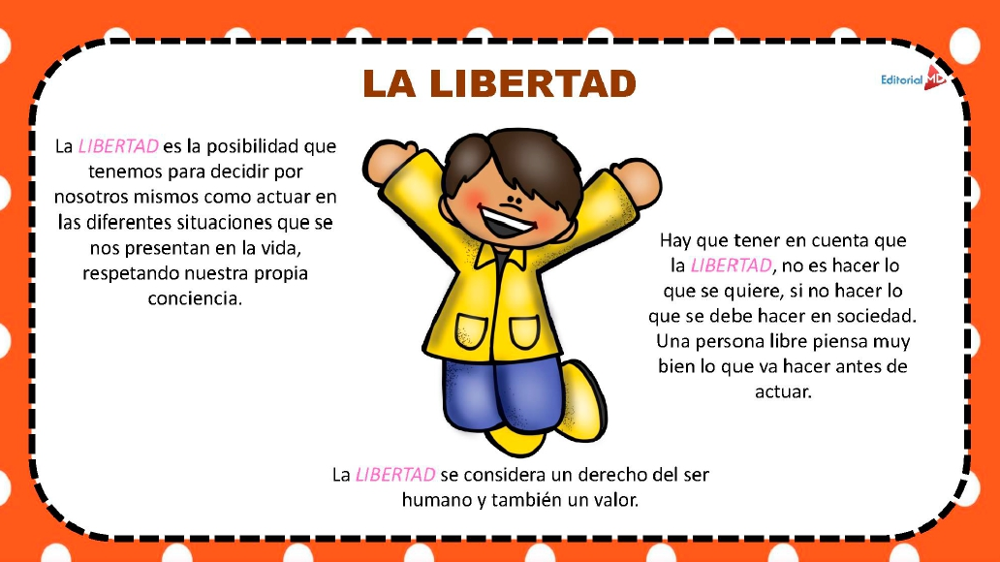 LA LIBERTAD
Editorial MD
La LIBERTAD es la posibilidad que
tenemos para decidir por
nosotros mismos como actuar en
las diferentes situaciones que se
nos presentan en la vida,
respetando nuestra propia
conciencia.
Hay que tener en cuenta que
la LIBERTAD, no es hacer lo
que se quiere, si no hacer lo
que se debe hacer en sociedad.
Una persona libre piensa muy
bien lo que va hacer antes de
actuar.
La LIBERTAD se considera un derecho del ser
humano y también un valor.